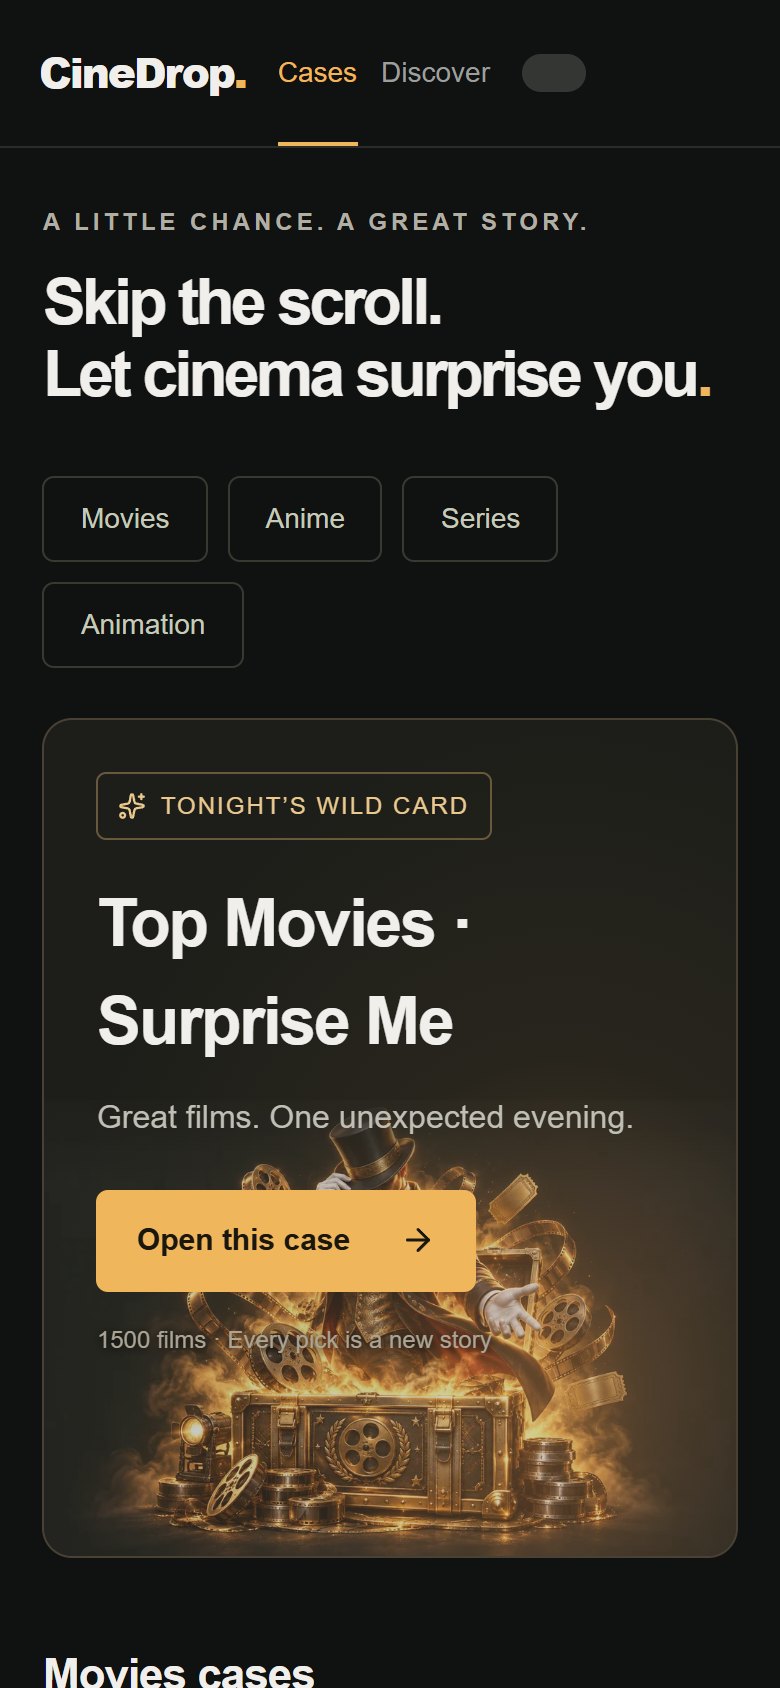 CineDrop. Cases Discover
A LITTLE CHANCE. A GREAT STORY.
Skip the scroll.
Let cinema surprise you.
Movies Anime Series
Animation
TONIGHT’S WILD CARD
Top Movies ·
Surprise Me
Great films. One unexpected evening.
Open this case
1500 films · Every pick is a new story
Movies cases